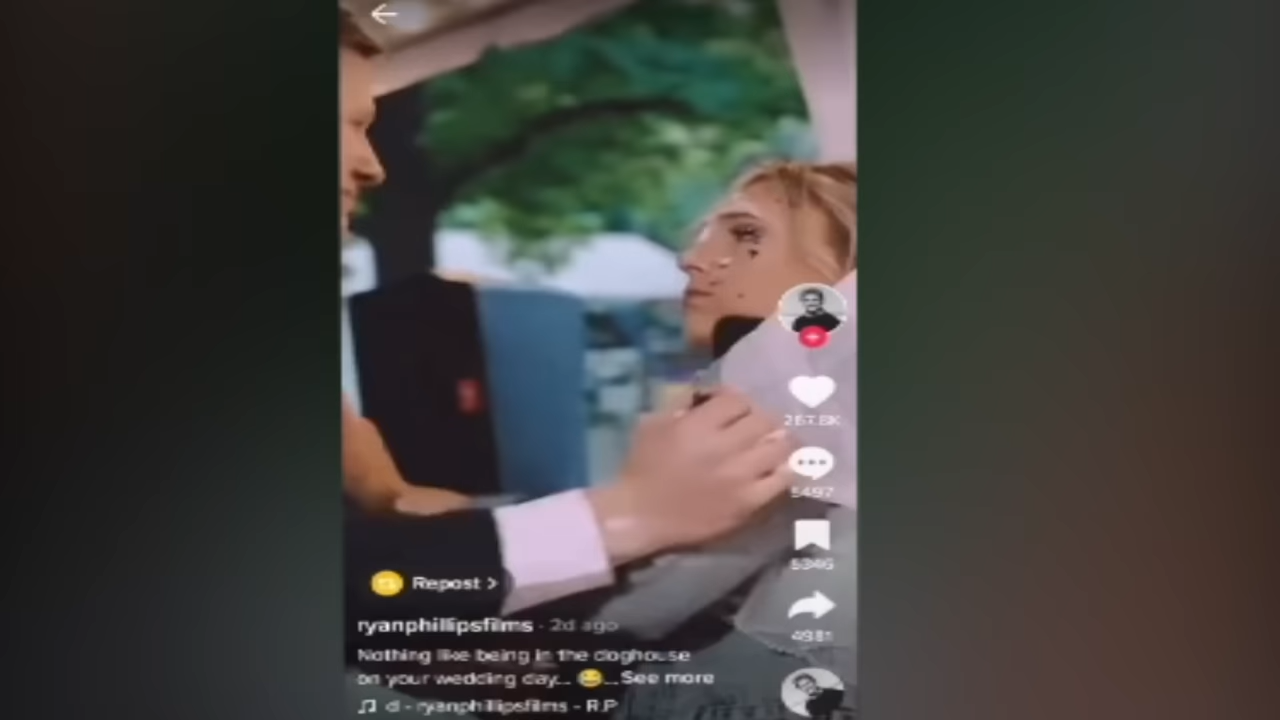 267.8K
5497
5346
4981
Repost >
ryanphillipsfilms · 2d ago
Nothing like being in the doghouse
on your wedding day... 😂... See more
d - ryanphillipsfilms - R.P